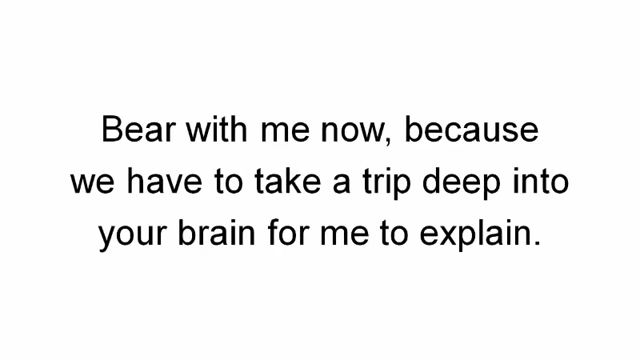 Bear with me now, because
we have to take a trip deep into
your brain for me to explain.